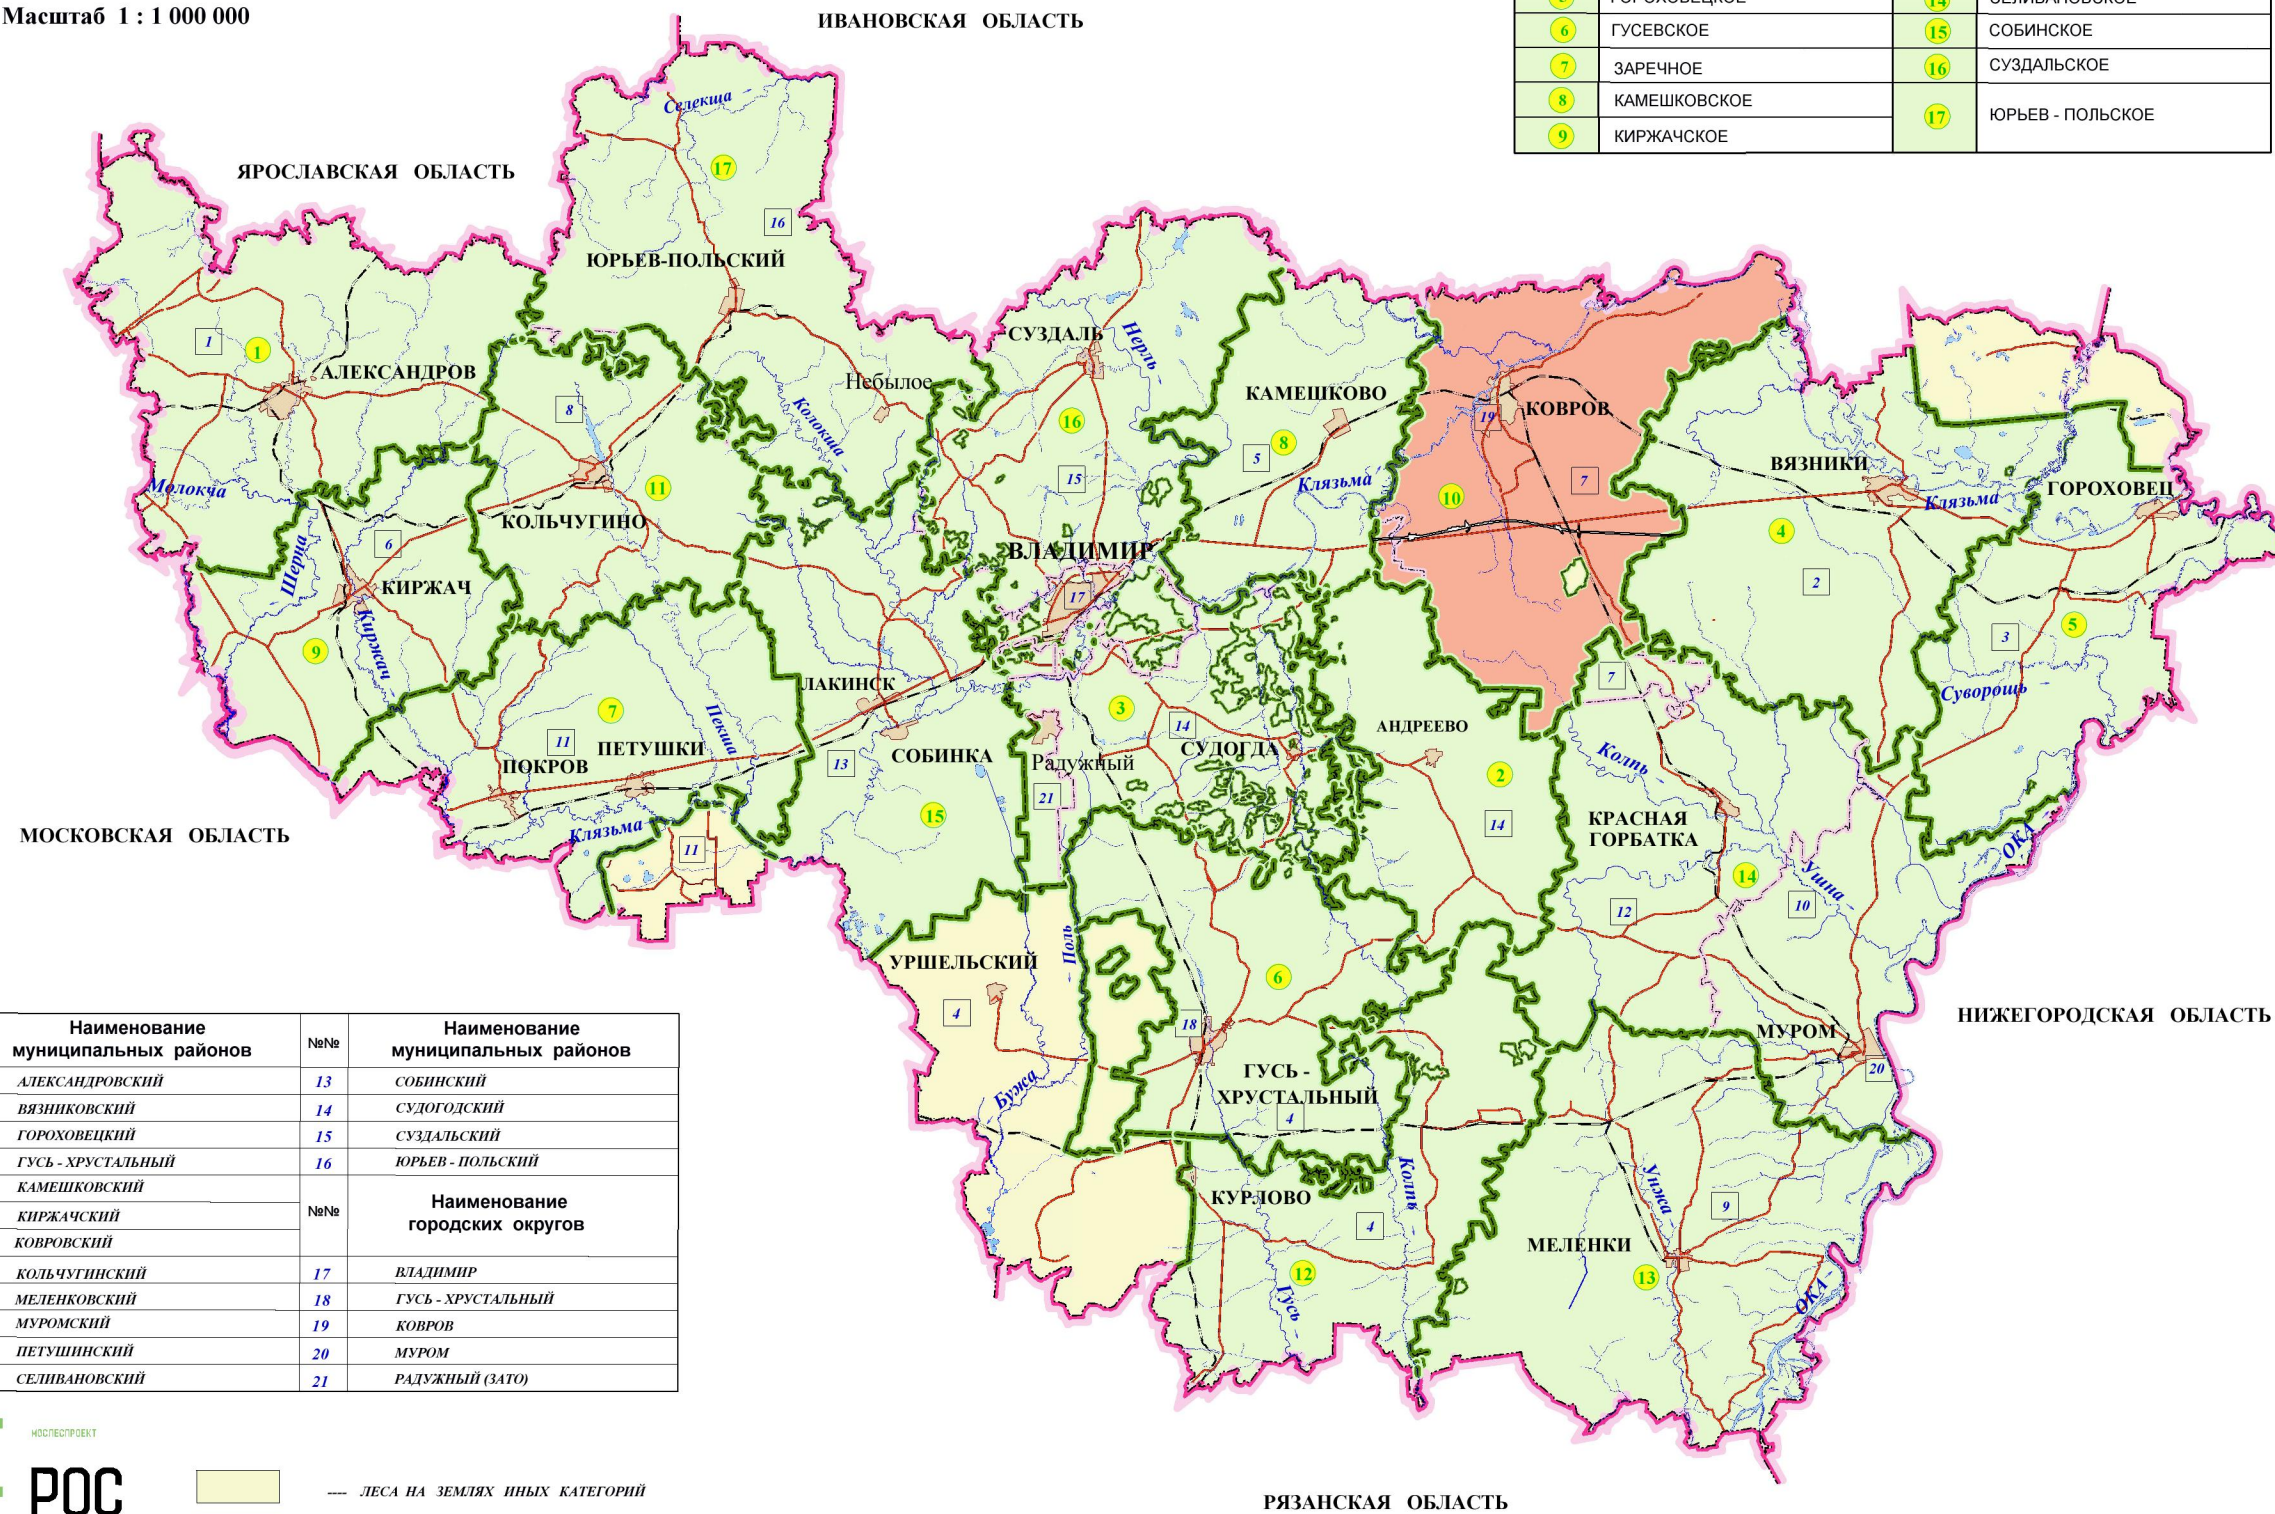 Масштаб 1 : 1 000 000
ИВАНОВСКАЯ ОБЛАСТЬ
14
6 ГУСЕВСКОЕ 15 СОБИНСКОЕ
7 ЗАРЕЧНОЕ 16 СУЗДАЛЬСКОЕ
8 КАМЕШКОВСКОЕ 17 ЮРЬЕВ - ПОЛЬСКОЕ
9 КИРЖАЧСКОЕ
Селекша
ЯРОСЛАВСКАЯ ОБЛАСТЬ
17
16
ЮРЬЕВ-ПОЛЬСКИЙ
1
1
АЛЕКСАНДРОВ
СУЗДАЛЬ
Нерль
Небылое
КАМЕШКОВО
8
Колокша
16
КОВРОВ
19
8
5
15
7
10
ВЯЗНИКИ
Клязьма
Молокча
11
ГОРОХОВЕЦ
Клязьма
КОЛЬЧУГИНО
4
6
Шерна
ВЛАДИМИР
17
2
КИРЖАЧ
Киржач
9
3
5
7
ЛАКИНСК
Суворощь
7
Пекша
3
14
АНДРЕЕВО
11
ПЕТУШКИ
ПОКРОВ
13
СОБИНКА
Радужный
СУДОГДА
Колпь
2
21
15
14
КРАСНАЯ
ГОРБАТКА
МОСКОВСКАЯ ОБЛАСТЬ
Клязьма
11
ОКА
14
Ушна
10
12
Поль
УРШЕЛЬСКИЙ
6
4
18
НИЖЕГОРОДСКАЯ ОБЛАСТЬ
МУРОМ
20
ГУСЬ -
ХРУСТАЛЬНЫЙ
4
Бужа
Колпь
Унжа
КУРЛОВО
4
9
МЕЛЕНКИ
12
13
Гусь
ОКА
Наименование
муниципальных районов
№№
Наименование
муниципальных районов
АЛЕКСАНДРОВСКИЙ 13 СОБИНСКИЙ
ВЯЗНИКОВСКИЙ 14 СУДОГОДСКИЙ
ГОРОХОВЕЦКИЙ 15 СУЗДАЛЬСКИЙ
ГУСЬ - ХРУСТАЛЬНЫЙ 16 ЮРЬЕВ - ПОЛЬСКИЙ
КАМЕШКОВСКИЙ
КИРЖАЧСКИЙ
КОВРОВСКИЙ
№№
Наименование
городских округов
КОЛЬЧУГИНСКИЙ 17 ВЛАДИМИР
МЕЛЕНКОВСКИЙ 18 ГУСЬ - ХРУСТАЛЬНЫЙ
МУРОМСКИЙ 19 КОВРОВ
ПЕТУШИНСКИЙ 20 МУРОМ
СЕЛИВАНОВСКИЙ 21 РАДУЖНЫЙ (ЗАТО)
РОС
---- ЛЕСА НА ЗЕМЛЯХ ИНЫХ КАТЕГОРИЙ
РЯЗАНСКАЯ ОБЛАСТЬ